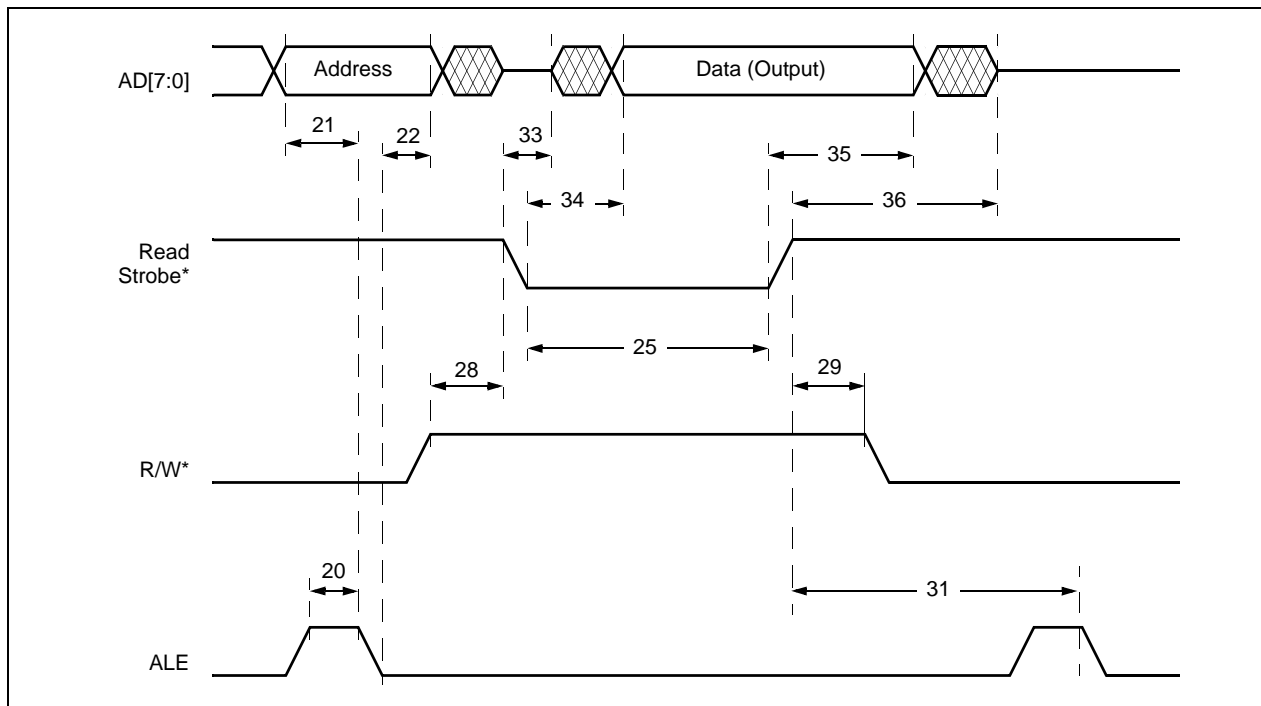 Address
Data (Output)
AD[7:0]
21
22
33
35
34
36
Read
Strobe*
25
28
29
R/W*
20
31
ALE